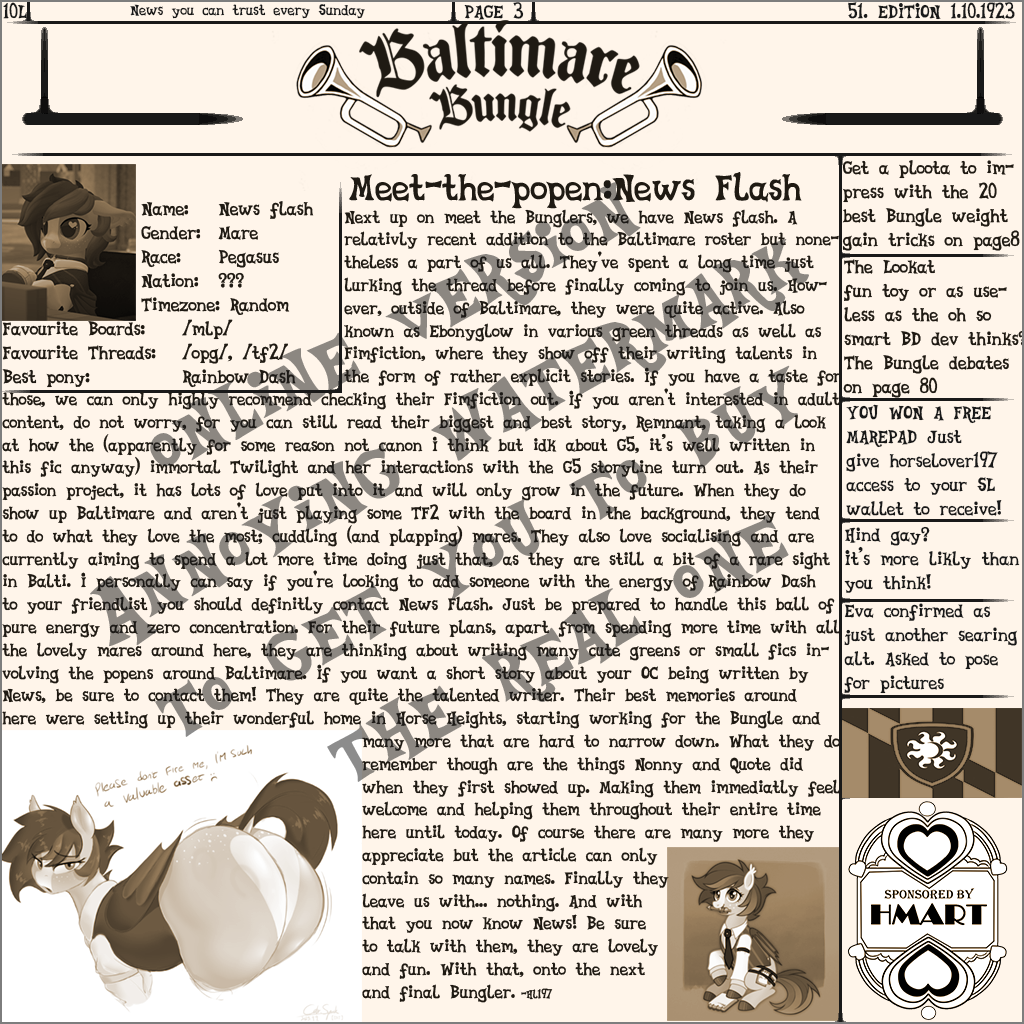 10L
News you can trust every Sunday
PAGE 3
51. EDITION 1.10.1923
Baltimare
Bungle
Name: News flash
Gender: Mare
Race: Pegasus
Nation: ???
Timezone: Random
Favourite Boards: /mlp/
Favourite Threads: /opg/, /tf2/
Best pony: Rainbow Dash
Meet-the-popen:News Flash
Next up on meet the Bunglers, we have News flash. A
relativly recent addition to the Baltimare roster but none-
theless a part of us all. They've spent a long time just
lurking the thread before finally coming to join us. How-
ever, outside of Baltimare, they were quite active. Also
known as Ebonyglow in various green threads as well as
Fimfiction, where they show off their writing talents in
the form of rather explicit stories. If you have a taste for
those, we can only highly recommend checking their Fimfiction out. if you aren't interested in adult
content, do not worry, for you can still read their biggest and best story, Remnant, taking a look
at how the (apparently for some reason not canon i think but idk about G5, it's well written in
this fic anyway) immortal Twilight and her interactions with the G5 storyline turn out. As their
passion project, it has lots of love put into it and will only grow in the future. When they do
show up Baltimare and aren't just playing some TF2 with the board in the background, they tend
to do what they love the most; cuddling (and plapping) mares. They also love socialising and are
currently aiming to spend a lot more time doing just that, as they are still a bit of a rare sight
in Balti. i personally can say if you're looking to add someone with the energy of Rainbow Dash
to your friendlist you should definitly contact News Flash. Just be prepared to handle this ball of
pure energy and zero concentration. For their future plans, apart from spending more time with all
the lovely mares around here, they are thinking about writing many cute greens or small fics in-
volving the popens around Baltimare. if you want a short story about your OC being written by
News, be sure to contact them! They are quite the talented writer. Their best memories around
here were setting up their wonderful home in Horse Heights, starting working for the Bungle and
many more that are hard to narrow down. What they do
remember though are the things Nonny and Quote did
when they first showed up. Making them immediatly feel
welcome and helping them throughout their entire time
here until today. Of course there are many more they
appreciate but the article can only
contain so many names. Finally they
leave us with... nothing. And with
that you now know News! Be sure
to talk with them, they are lovely
and fun. With that, onto the next
and final Bungler. -HL197
ONLINE VERSION
ANNOYING WATERMARK
TO GET YOU TO BUY
THE REAL ONE
Please dont Fire me, I'm Such
a valuable asset :
Get a ploota to im-
press with the 20
best Bungle weight
gain tricks on page8
The Lookat
fun toy or as use-
less as the oh so
smart BD dev thinks?
The Bungle debates
on page 80
YOU WON A FREE
MAREPAD Just
give horselover197
access to your SL
wallet to receive!
Hind gay?
it's more likly than
you think!
Eva confirmed as
just another searing
alt. Asked to pose
for pictures
SPONSORED BY
HMART